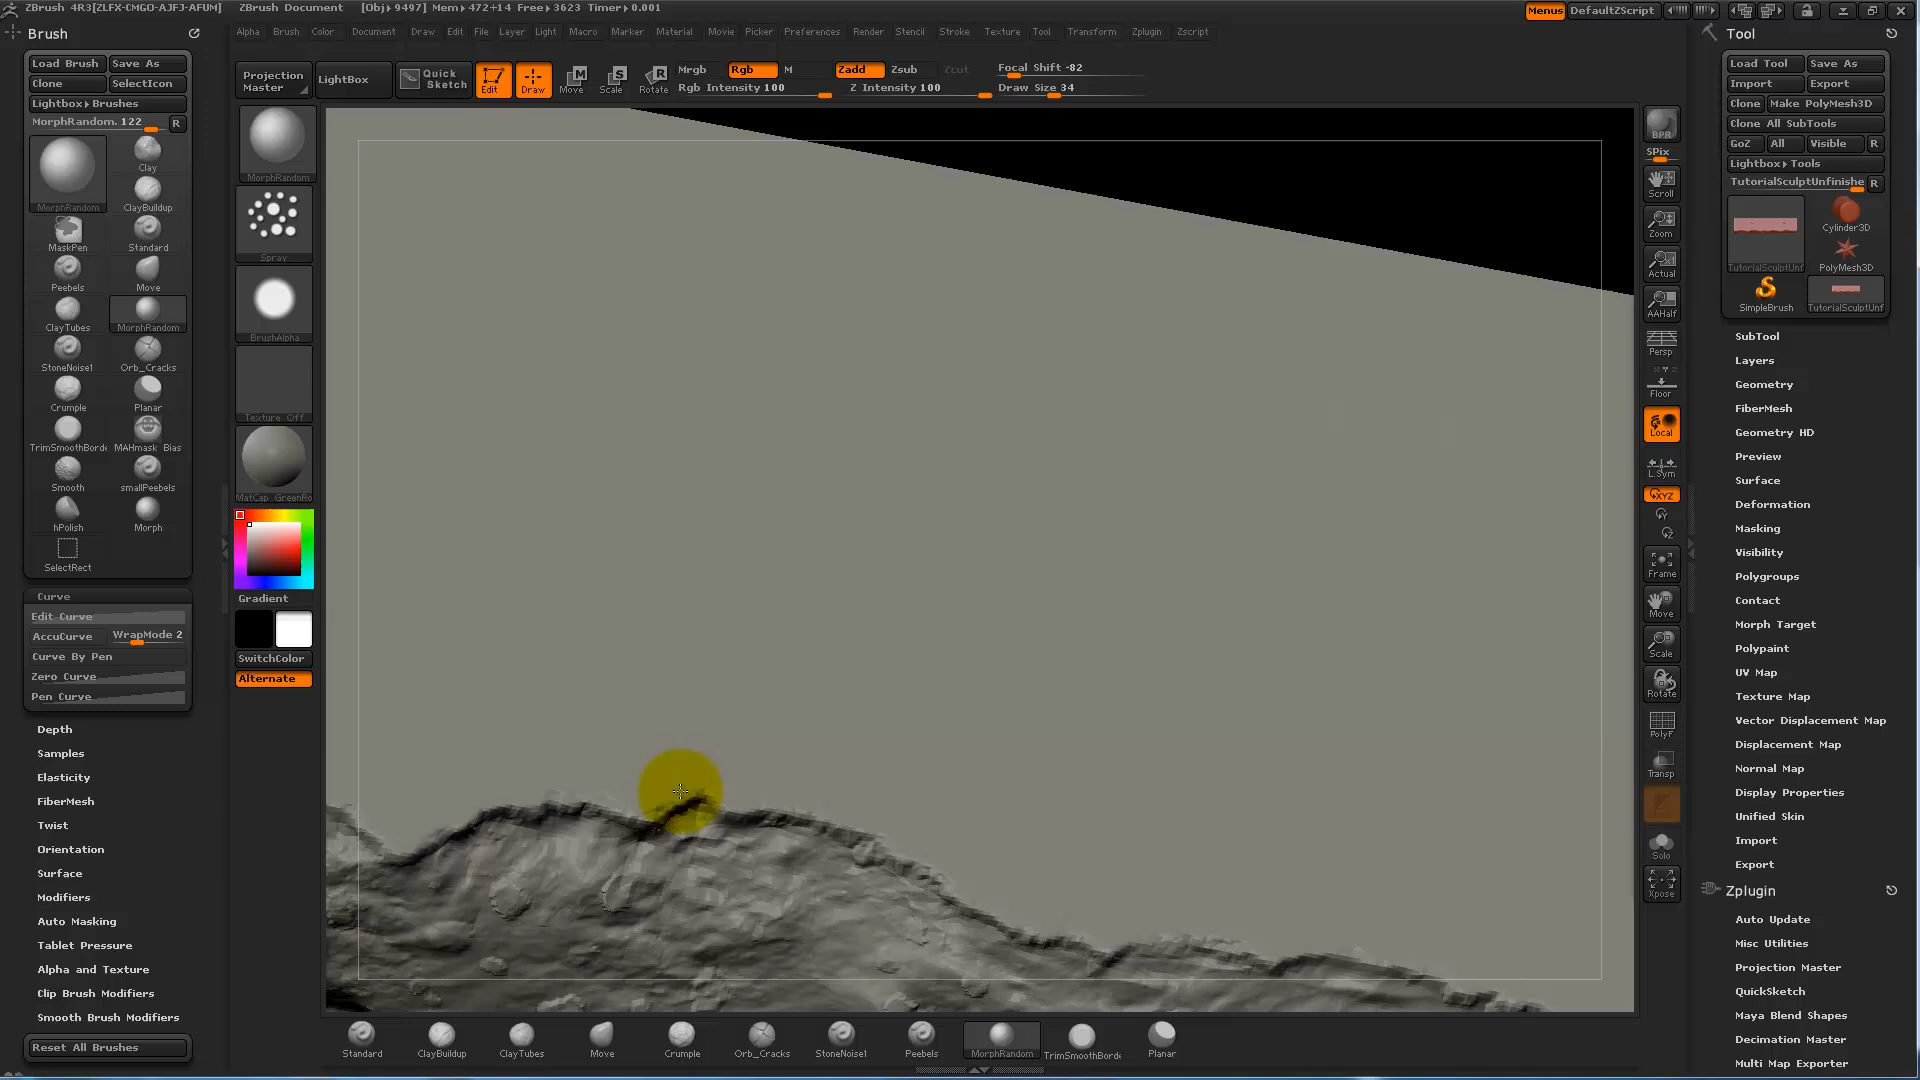 ZBrush 4R3[ZLFX-CMGO-AJFJ-AFUM] ZBrush Document [Obj▸9497] Mem▸472+14 Free▸3623 Timer▸0.001 Menus DefaultZScript
Brush
Load Brush Save As
Clone SelectIcon
Lightbox▸Brushes
MorphRandom. 122 R
MorphRandom Clay
ClayBuildup
MaskPen Standard
Peebels Move
ClayTubes MorphRandom
StoneNoise1 Orb_Cracks
Crumple Planar
TrimSmoothBorde MAHmask_Bias
Smooth smallPeebels
hPolish Morph
SelectRect
Curve
Edit Curve
AccuCurve WrapMode 2
Curve By Pen
Zero Curve
Pen Curve
Depth
Samples
Elasticity
FiberMesh
Twist
Orientation
Surface
Modifiers
Auto Masking
Tablet Pressure
Alpha and Texture
Clip Brush Modifiers
Smooth Brush Modifiers
Reset All Brushes
Alpha Brush Color Document Draw Edit File Layer Light Macro Marker Material Movie Picker Preferences Render Stencil Stroke Texture Tool Transform Zplugin Zscript
Projection Master LightBox Quick Sketch Edit Draw Move Scale Rotate
Mrgb Rgb M Zadd Zsub Zcut Focal Shift -82
Rgb Intensity 100 Z Intensity 100 Draw Size 34
MorphRandom
Spray
BrushAlpha
Texture Off
MatCap GreenRo
Gradient
SwitchColor
Alternate
Standard ClayBuildup ClayTubes Move Crumple Orb_Cracks StoneNoise1 Peebels MorphRandom TrimSmoothBorde Planar
BPR
SPix
Scroll
Zoom
Actual
AAHalf
Persp
Floor
Local
L.Sym
XYZ
Frame
Move
Scale
Rotate
PolyF
Transp
Solo
Xpose
Tool
Load Tool Save As
Import Export
Clone Make PolyMesh3D
Clone All SubTools
GoZ All Visible R
Lightbox▸Tools
TutorialSculptUnfinishe R
TutorialSculptUnf Cylinder3D
PolyMesh3D
SimpleBrush TutorialSculptUnf
SubTool
Layers
Geometry
FiberMesh
Geometry HD
Preview
Surface
Deformation
Masking
Visibility
Polygroups
Contact
Morph Target
Polypaint
UV Map
Texture Map
Vector Displacement Map
Displacement Map
Normal Map
Display Properties
Unified Skin
Import
Export
Zplugin
Auto Update
Misc Utilities
Projection Master
QuickSketch
Maya Blend Shapes
Decimation Master
Multi Map Exporter